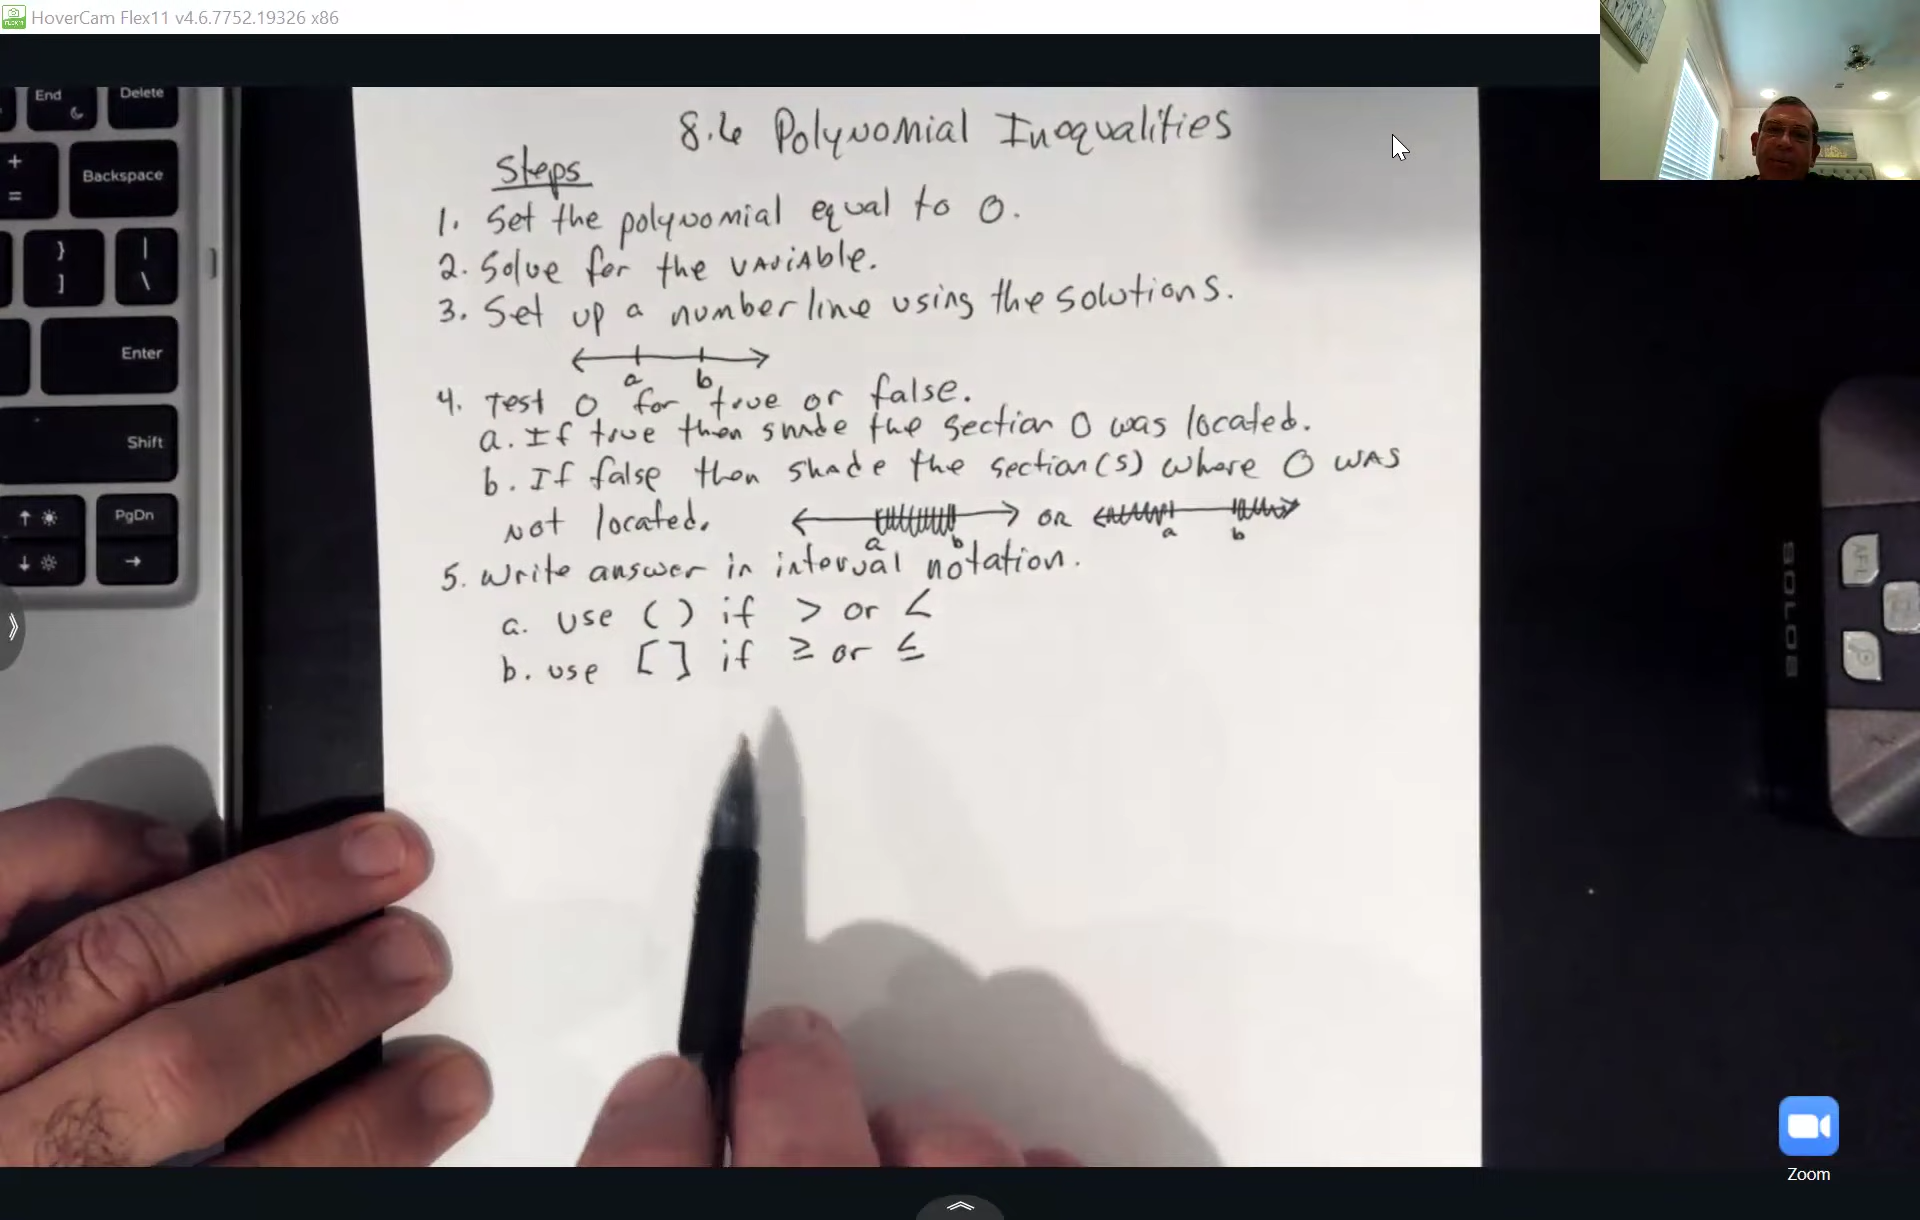 HoverCam Flex11 v4.6.7752.19326 x86
8.6 Polynomial Inequalities
Steps
1. Set the polynomial equal to 0.
2. Solve for the variable.
3. Set up a number line using the solutions.
a b
4. Test 0 for true or false.
a. If true then shade the section 0 was located.
b. If false then shade the section(s) where 0 was
not located. OR
a b a b
5. Write answer in interval notation.
a. use ( ) if > or <
b. use [ ] if ≥ or ≤
End Delete
+ =
Backspace
} ]
| \
Enter
Shift
PgDn
SOLOS
AFL
Zoom